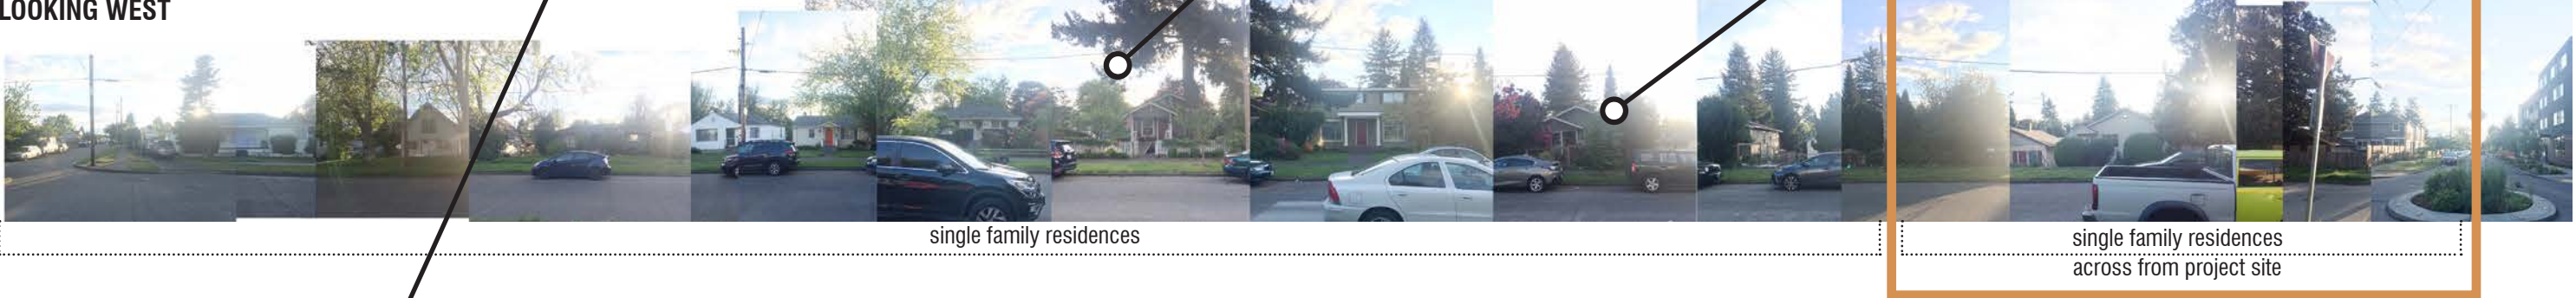 LOOKING WEST
single family residences
single family residences
across from project site